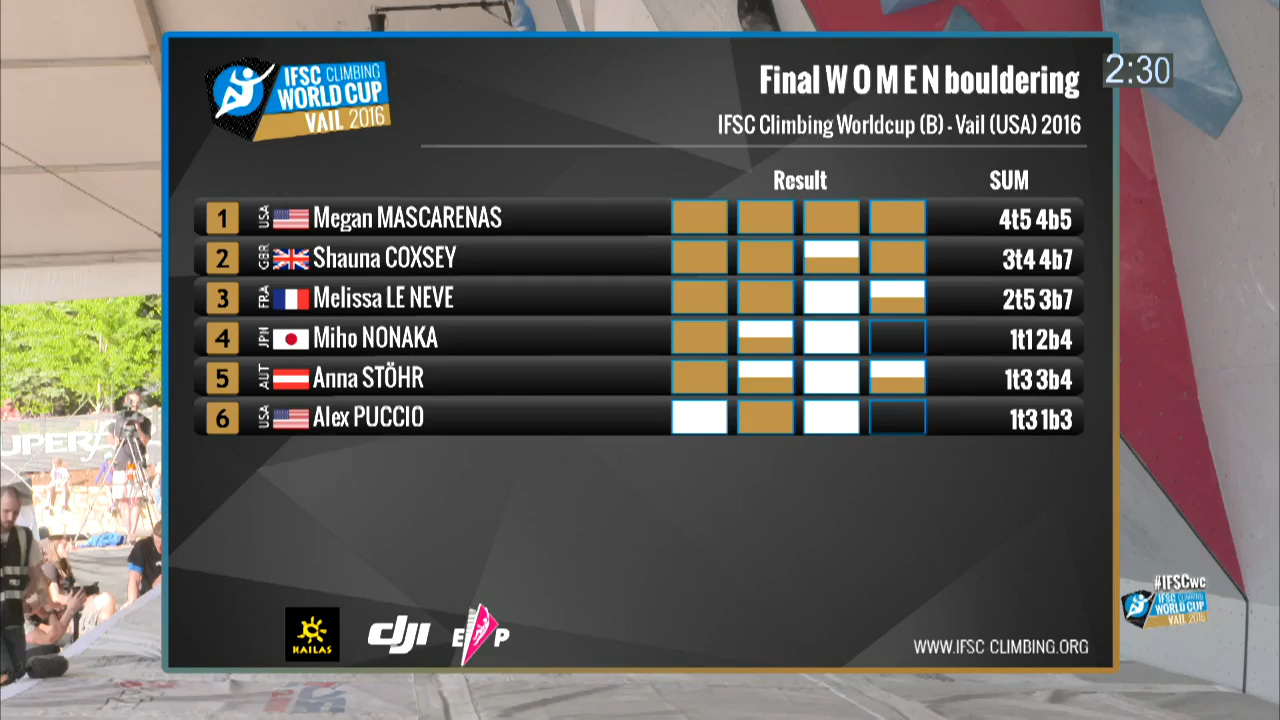 IFSC CLIMBING
WORLD CUP
VAIL 2016
Final WOMEN bouldering
2:30
IFSC Climbing Worldcup (B) - Vail (USA) 2016
Result SUM
1 USA Megan MASCARENAS 4t5 4b5
2 GBR Shauna COXSEY 3t4 4b7
3 FRA Melissa LE NEVE 2t5 3b7
4 JPN Miho NONAKA 1t1 2b4
5 AUT Anna STÖHR 1t3 3b4
6 USA Alex PUCCIO 1t3 1b3
SUPER
#IFSCwc
IFSC CLIMBING
WORLD CUP
VAIL 2016
HAILAS
dji
E P
WWW.IFSC-CLIMBING.ORG